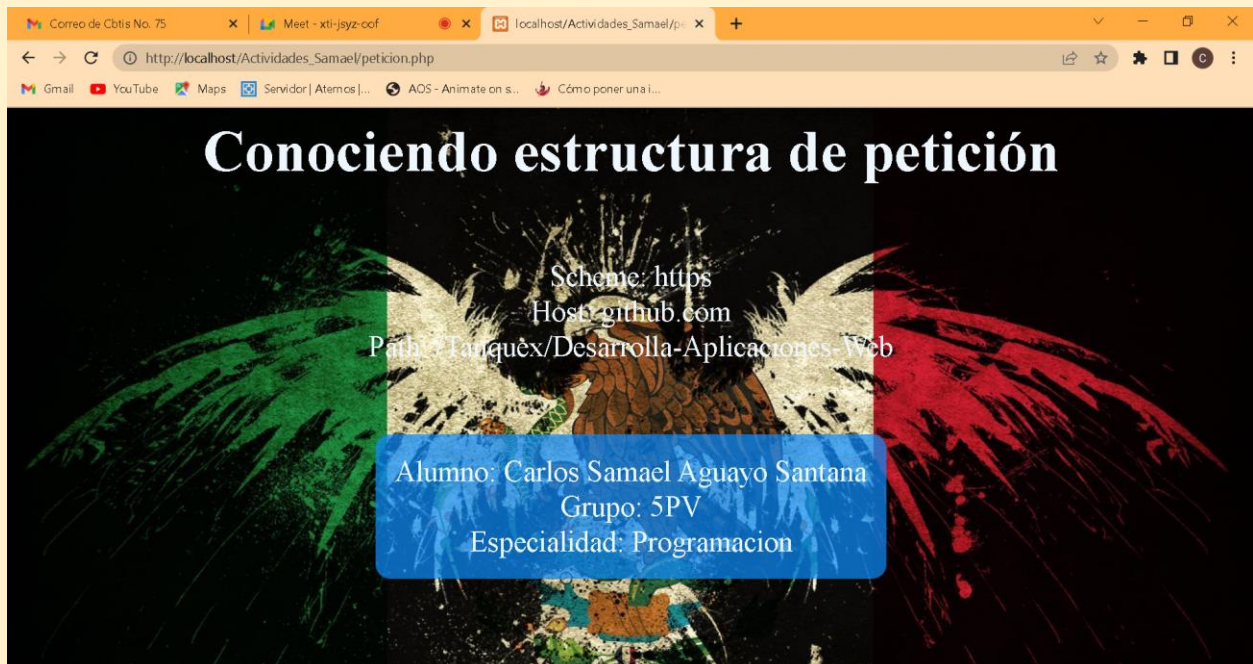 Correo de Cbtis No. 75
Meet - xti-jsyz-oof
localhost/Actividades_Samael/pe
http://localhost/Actividades_Samael/peticion.php
C
Gmail
YouTube
Maps
Servidor | Aternos |...
AOS - Animate on s...
Cómo poner una i...
Conociendo estructura de petición
Scheme: https
Host: github.com
Path: /Tanquex/Desarrolla-Aplicaciones-Web
Alumno: Carlos Samael Aguayo Santana
Grupo: 5PV
Especialidad: Programacion